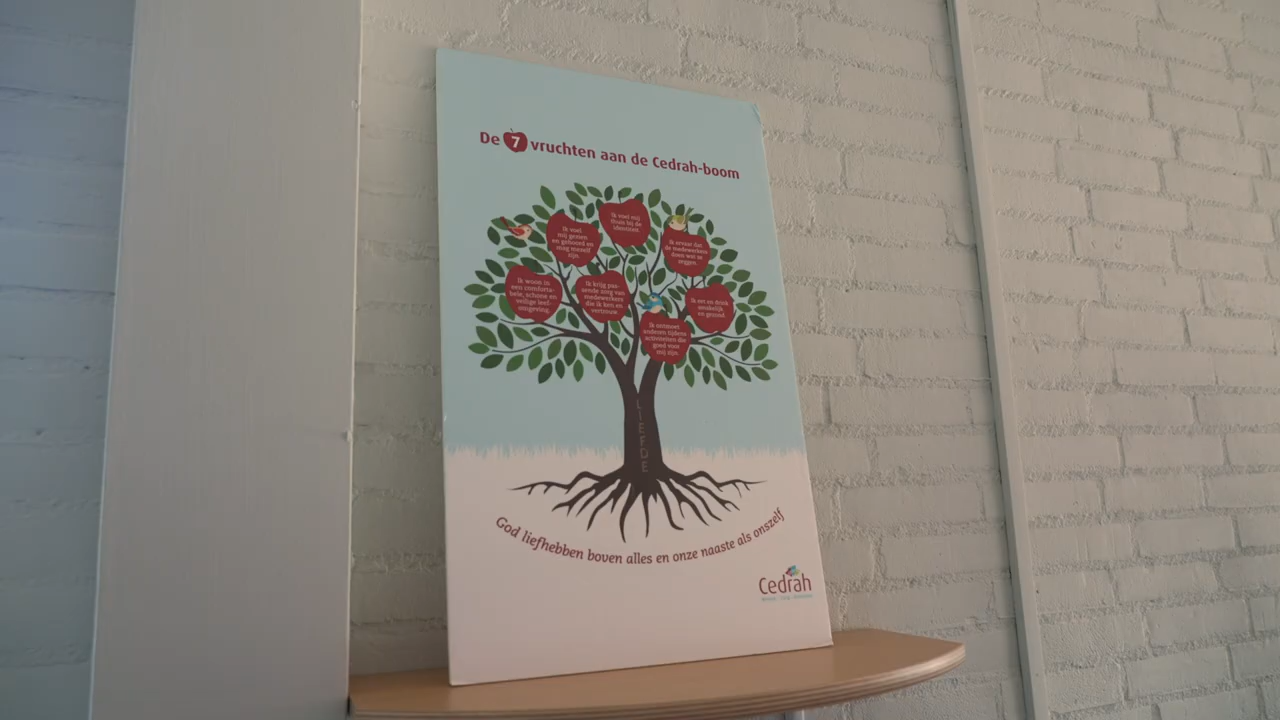 De 7 vruchten aan de Cedrah-boom
Ik voel mij
thuis bij de
identiteit.
Ik voel
mij gezien
en gehoord en
mag mezelf
zijn.
Ik ervaar dat
de medewerkers
doen wat ze
zeggen.
Ik woon in
een comforta-
bele, schone en
veilige leef-
omgeving.
Ik krijg pas-
sende zorg van
medewerkers
die ik ken en
vertrouw.
Ik eet en drink
smakelijk
en gezond.
Ik ontmoet
anderen tijdens
activiteiten die
goed voor
mij zijn.
LIEFDE
God liefhebben boven alles en onze naaste als onszelf
Cedrah